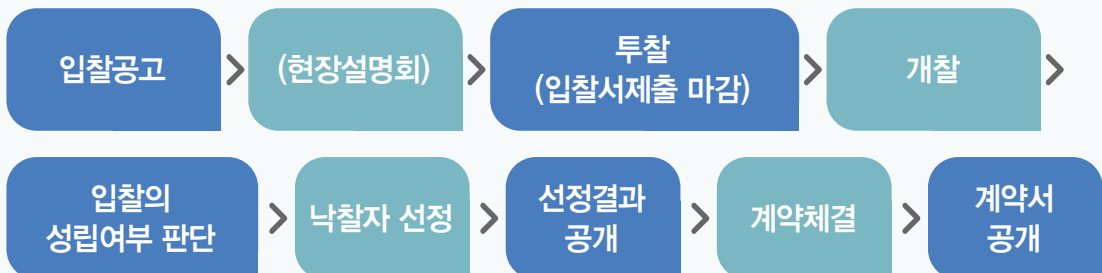 입찰공고
(현장설명회)
투찰
(입찰서제출 마감)
개찰
입찰의
성립여부 판단
낙찰자 선정
선정결과
공개
계약체결
계약서
공개